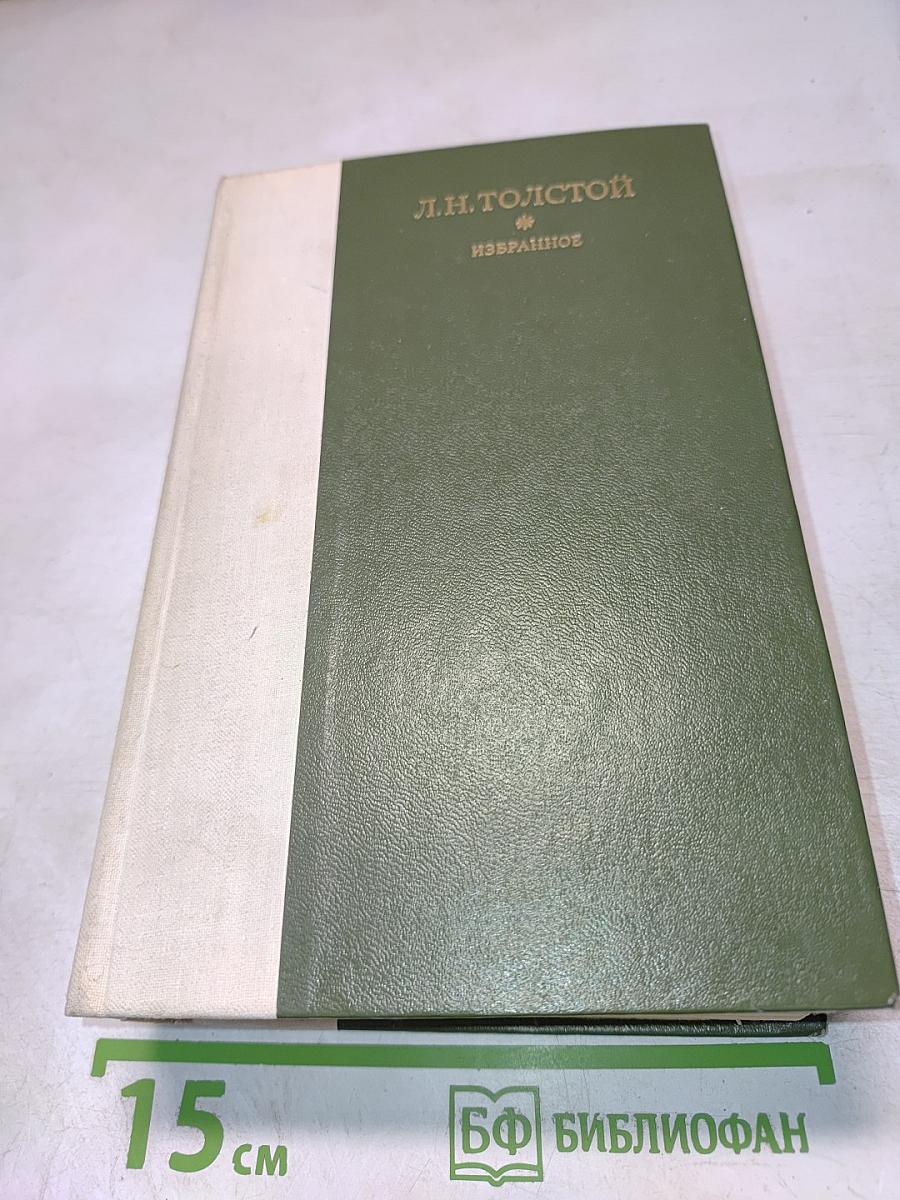 Л.Н.ТОЛСТОЙ
*
ИЗБРАННОЕ
15 см
БФ БИБЛИОФАН